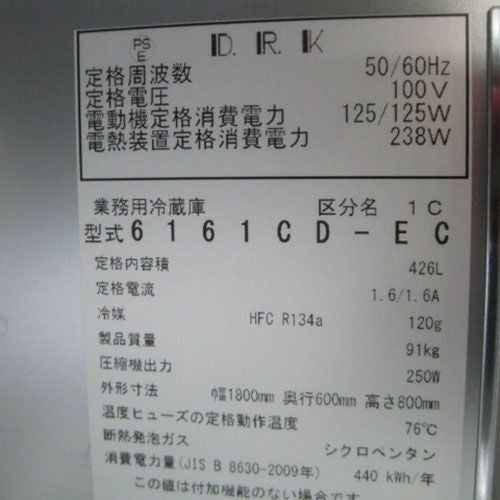 PS
E
D.R.K
定格周波数 50/60Hz
定格電圧 100V
電動機定格消費電力 125/125W
電熱装置定格消費電力 238W
業務用冷蔵庫 区分名 1C
型式 6161CD-EC
定格内容積 426L
定格電流 1.6/1.6A
冷媒 HFC R134a 120g
製品質量 91kg
圧縮機出力 250W
外形寸法 幅1800mm 奥行600mm 高さ800mm
温度ヒューズの定格動作温度 76℃
断熱発泡ガス シクロペンタン
消費電力量(JIS B 8630-2009年) 440 kWh/年
この値は付加機能のない場合です